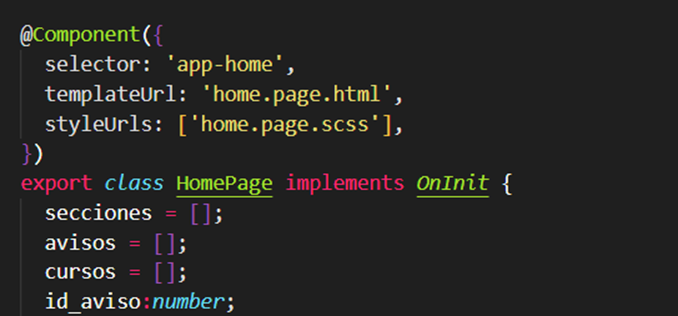 @Component({
selector: 'app-home',
templateUrl: 'home.page.html',
styleUrls: ['home.page.scss'],
})
export class HomePage implements OnInit {
secciones = [];
avisos = [];
cursos = [];
id_aviso:number;